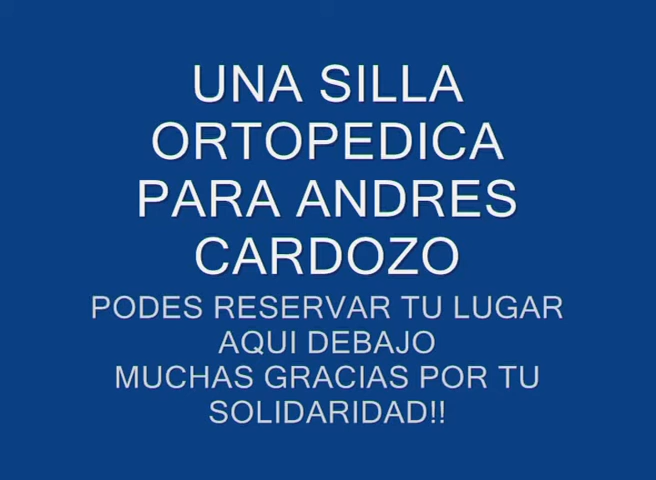 UNA SILLA
ORTOPEDICA
PARA ANDRES
CARDOZO
PODES RESERVAR TU LUGAR
AQUI DEBAJO
MUCHAS GRACIAS POR TU
SOLIDARIDAD!!